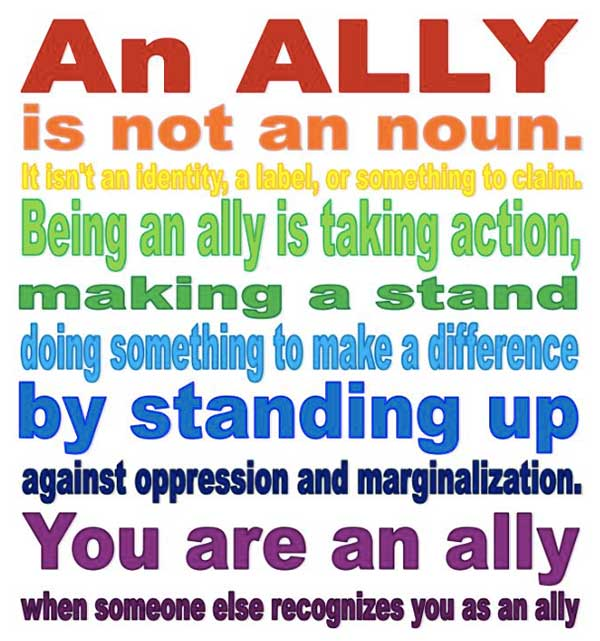 An ALLY
is not an noun.
It isn't an identity, a label, or something to claim.
Being an ally is taking action,
making a stand
doing something to make a difference
by standing up
against oppression and marginalization.
You are an ally
when someone else recognizes you as an ally